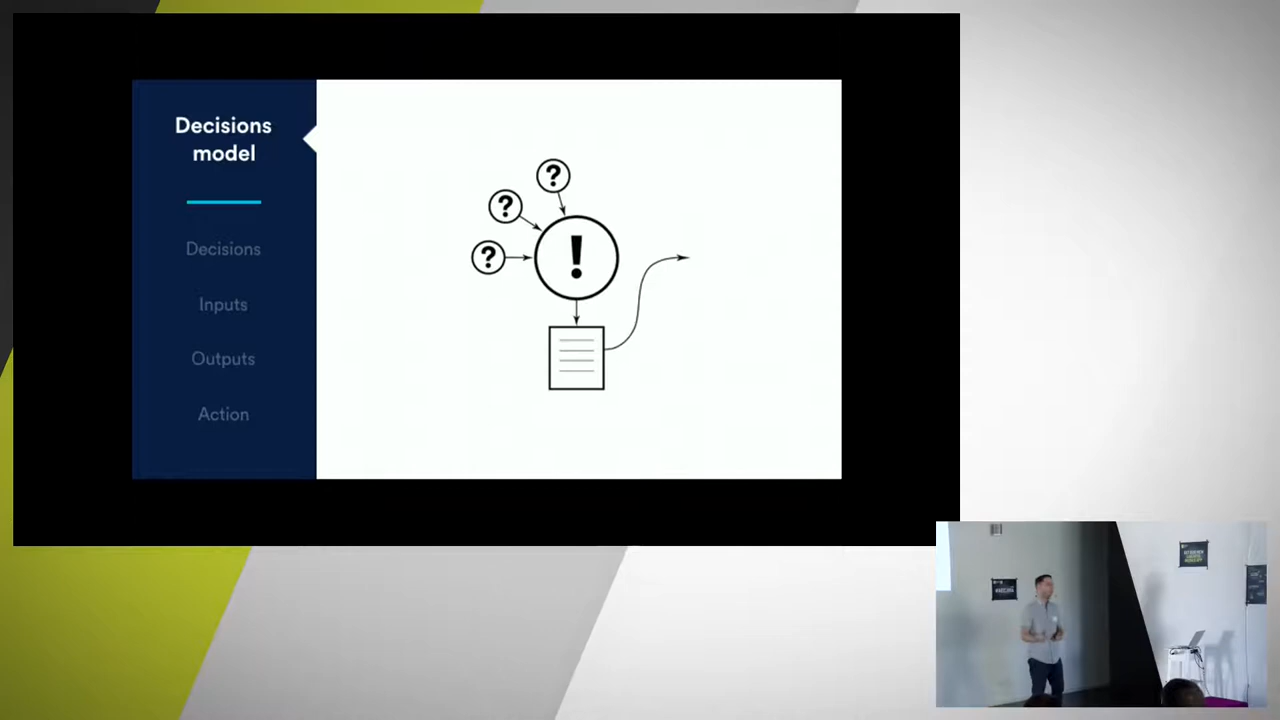 Decisions
model
Decisions
Inputs
Outputs
Action
?
?
?
!